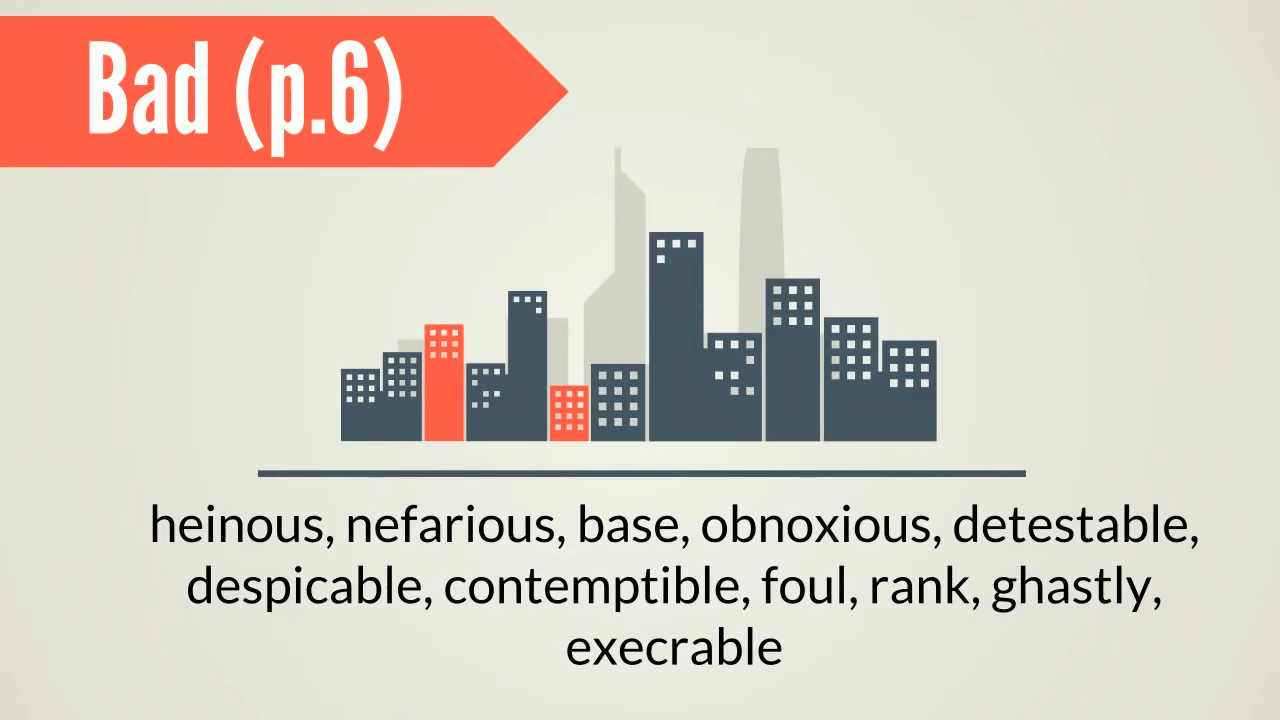 Bad (p.6)
heinous, nefarious, base, obnoxious, detestable,
despicable, contemptible, foul, rank, ghastly,
execrable